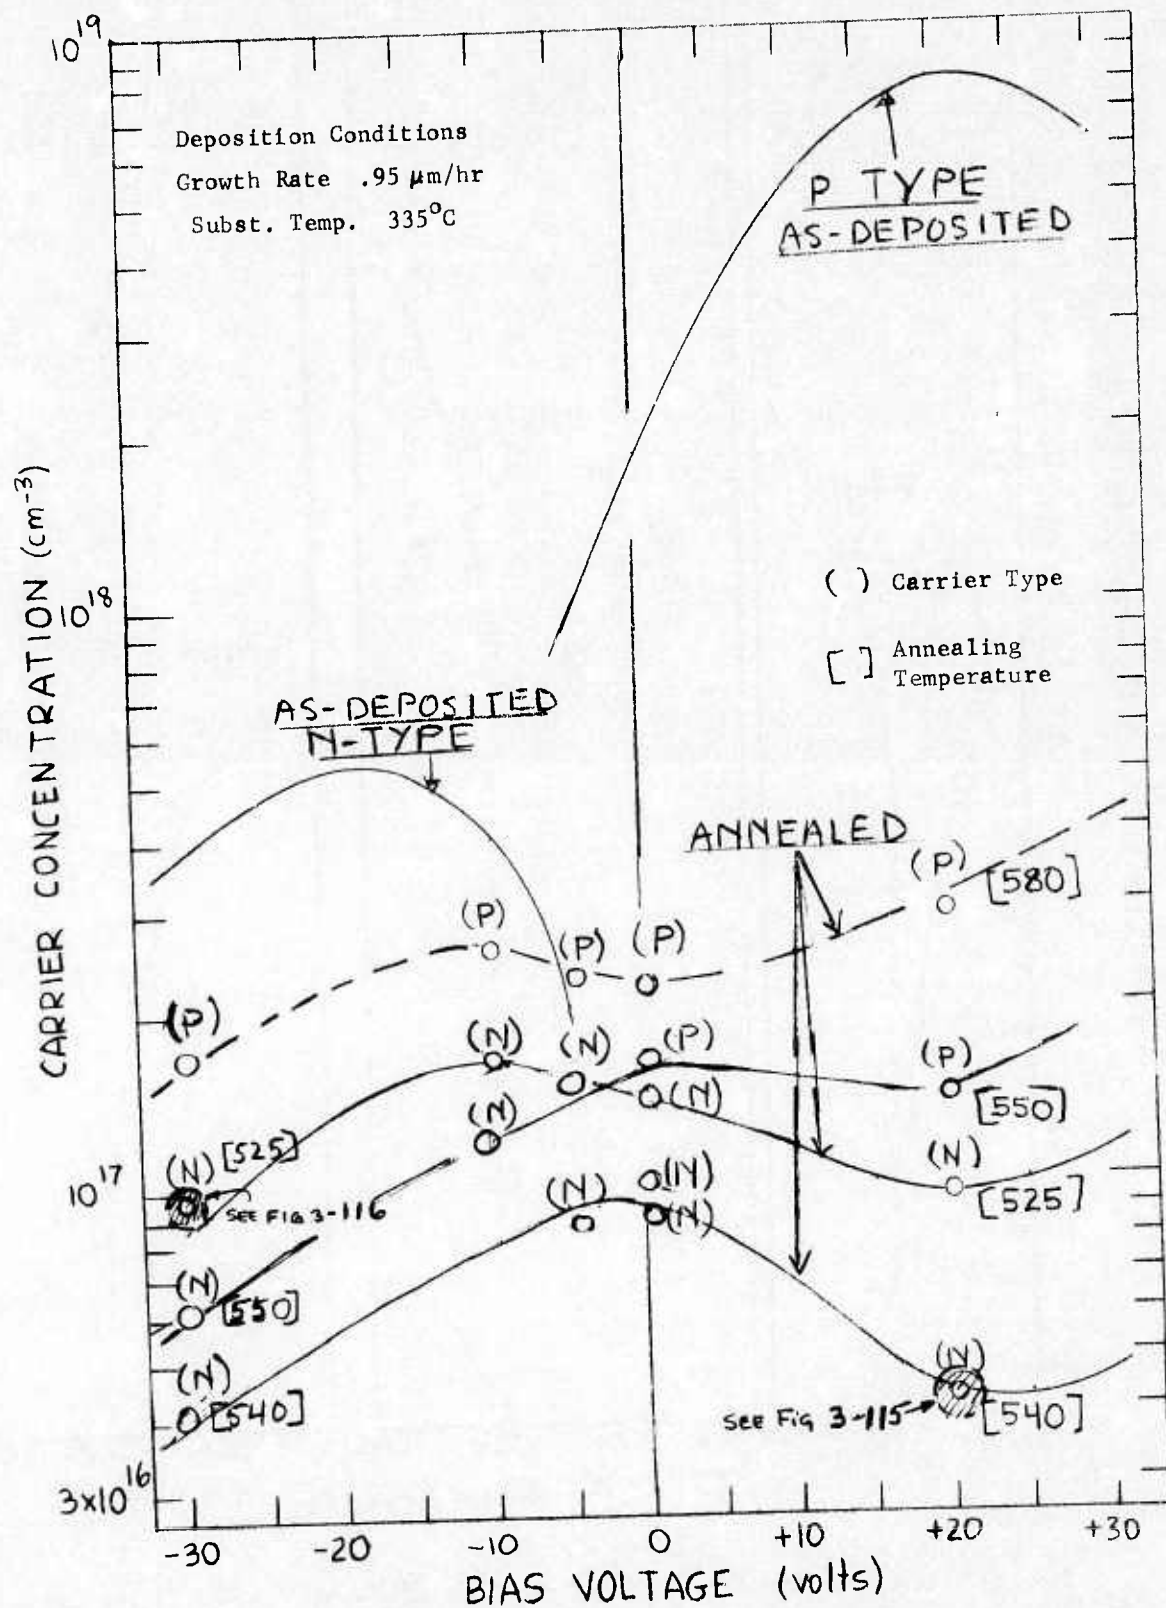 10^19
Deposition Conditions
Growth Rate .95 μm/hr
Subst. Temp. 335°C
P TYPE
AS-DEPOSITED
CARRIER CONCENTRATION (cm-3)
10^18
( ) Carrier Type
[ ] Annealing
Temperature
AS-DEPOSITED
N-TYPE
ANNEALED
(P) [580]
(P)
(P)
(P)
(P)
(N)
(N)
(P)
(N)
(N)
(P)
[550]
(N)
[525]
10^17
(N) [525]
SEE FIG 3-116
(N)
(N)
(N)
(N)
[550]
(N)
[540]
(N)
SEE FIG 3-115
[540]
3x10^16
-30 -20 -10 0 +10 +20 +30
BIAS VOLTAGE (volts)